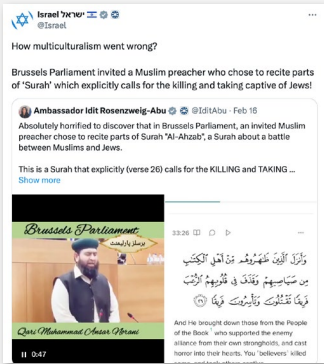 Israel ישראל
@Israel
How multiculturalism went wrong?
Brussels Parliament invited a Muslim preacher who chose to recite parts
of ‘Surah’ which explicitly calls for the killing and taking captive of Jews!
Ambassador Idit Rosenzweig-Abu @IditAbu · Feb 16
Absolutely horrified to discover that in Brussels Parliament, an invited Muslim
preacher chose to recite parts of Surah "Al-Ahzab", a Surah about a battle
between Muslims and Jews.
This is a Surah that explicitly (verse 26) calls for the KILLING and TAKING ...
Show more
Brussels Parliament
برسلز پارلیمنٹ
Qari Muhammad Ansar Norani
0:47
33:26
وَأَنزَلَ ٱلَّذِينَ ظَـٰهَرُوهُم مِّنْ أَهْلِ ٱلْكِتَـٰبِ
مِن صَيَاصِيهِمْ وَقَذَفَ فِى قُلُوبِهِمُ ٱلرُّعْبَ
فَرِيقًا تَقْتُلُونَ وَتَأْسِرُونَ فَرِيقًا ٢٦
And He brought down those from the People
of the Book who supported the enemy
alliance from their own strongholds, and cast
horror into their hearts. You ˹believers˺ killed